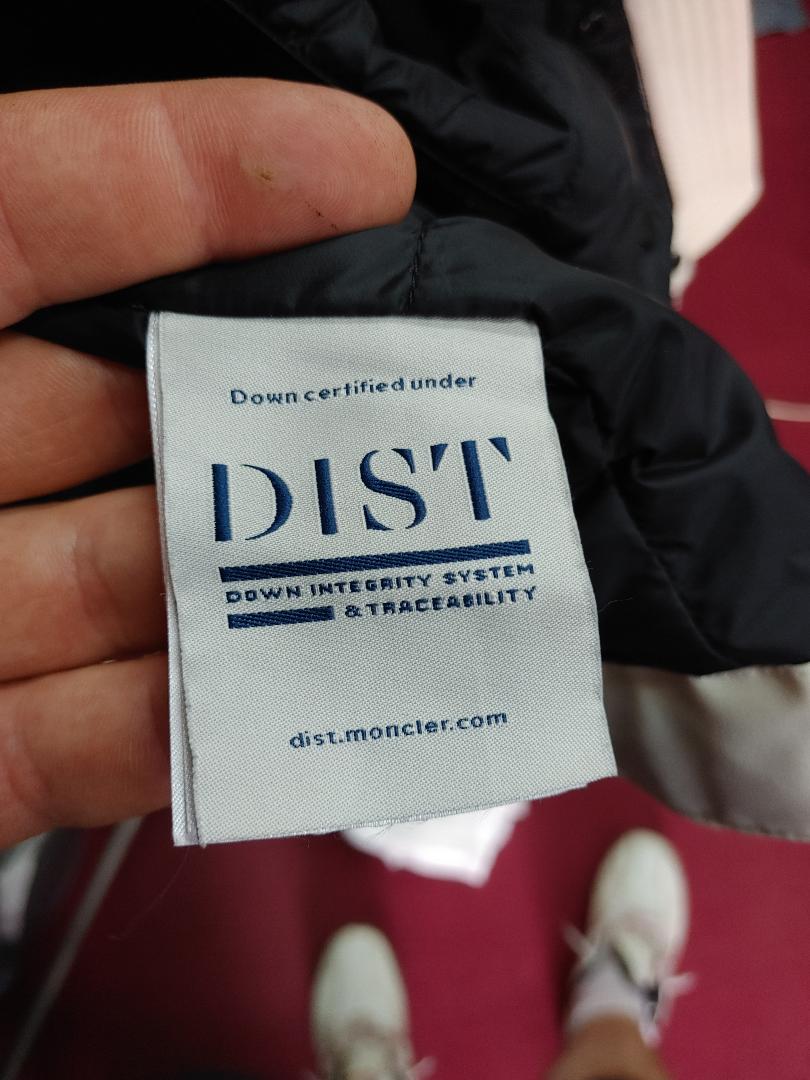 Down certified under
DIST
DOWN INTEGRITY SYSTEM
& TRACEABILITY
dist.moncler.com